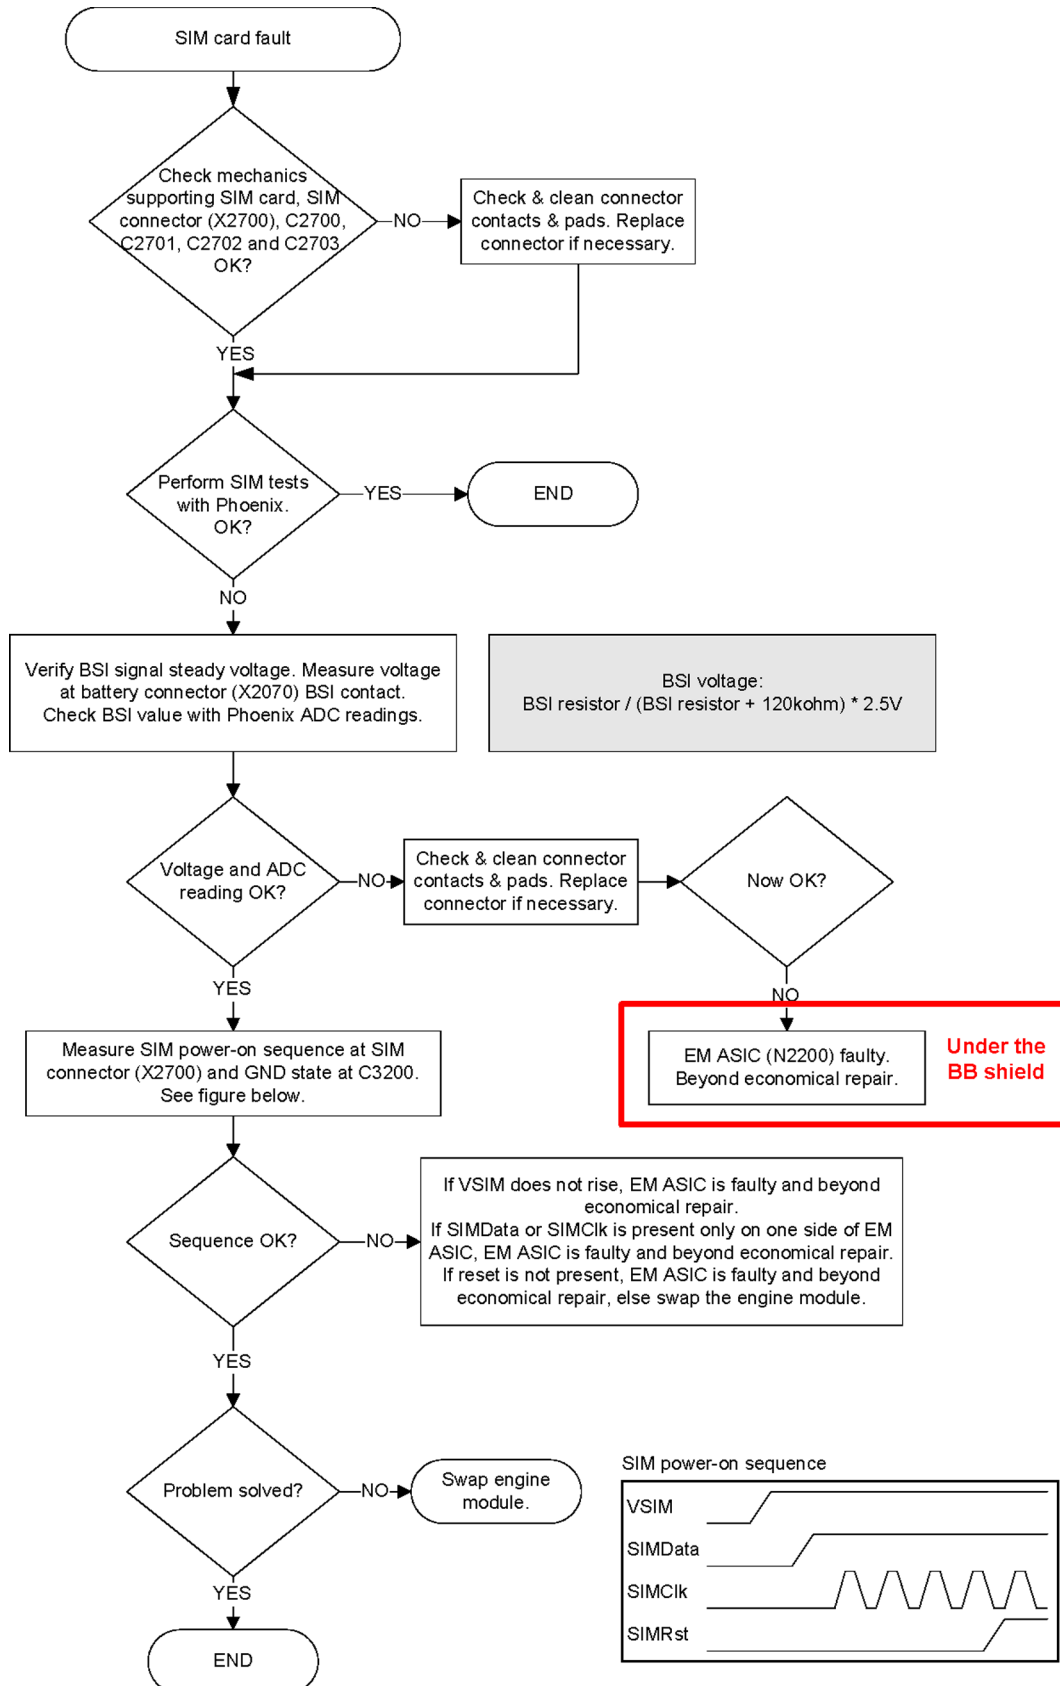 SIM card fault
Check mechanics
supporting SIM card, SIM
connector (X2700), C2700,
C2701, C2702 and C2703
OK?
NO
Check & clean connector
contacts & pads. Replace
connector if necessary.
YES
Perform SIM tests
with Phoenix.
OK?
YES
END
NO
Verify BSI signal steady voltage. Measure voltage
at battery connector (X2070) BSI contact.
Check BSI value with Phoenix ADC readings.
BSI voltage:
BSI resistor / (BSI resistor + 120kohm) * 2.5V
Voltage and ADC
reading OK?
NO
Check & clean connector
contacts & pads. Replace
connector if necessary.
Now OK?
YES
NO
Measure SIM power-on sequence at SIM
connector (X2700) and GND state at C3200.
See figure below.
EM ASIC (N2200) faulty.
Beyond economical repair.
Under the
BB shield
Sequence OK?
NO
If VSIM does not rise, EM ASIC is faulty and beyond
economical repair.
If SIMData or SIMClk is present only on one side of EM
ASIC, EM ASIC is faulty and beyond economical repair.
If reset is not present, EM ASIC is faulty and beyond
economical repair, else swap the engine module.
YES
Problem solved?
NO
Swap engine
module.
YES
END
SIM power-on sequence
VSIM
SIMData
SIMClk
SIMRst